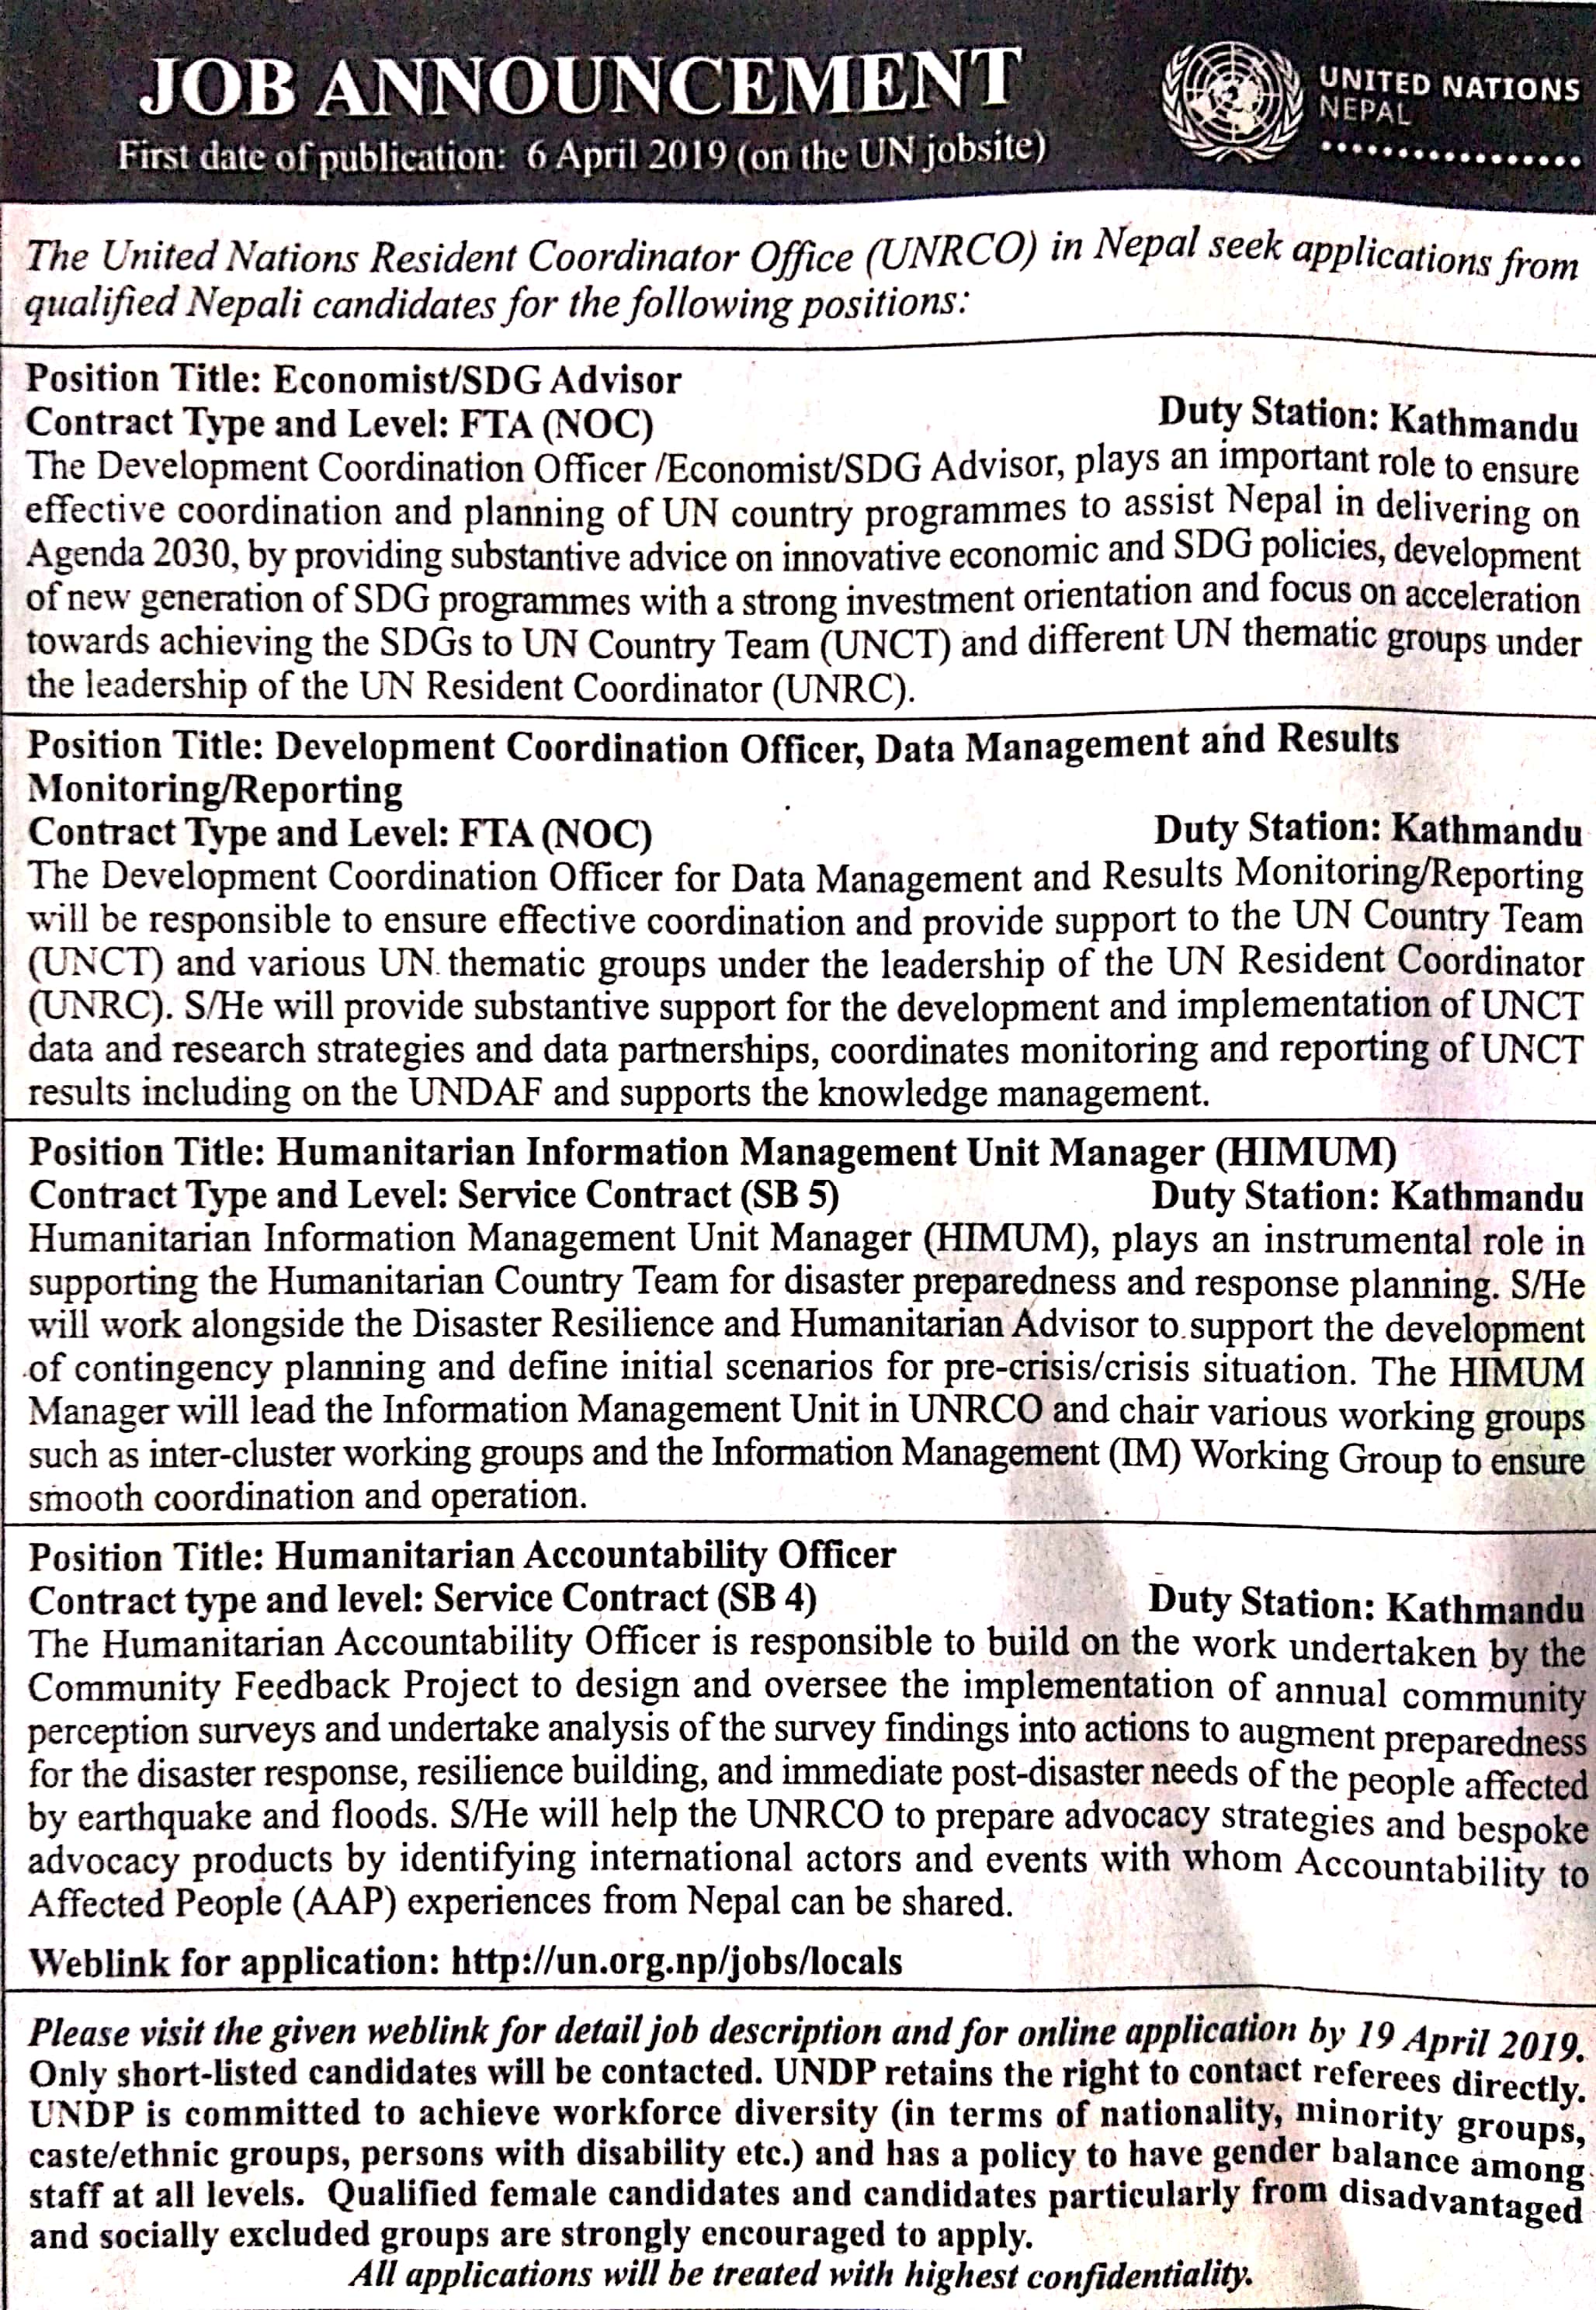 JOB ANNOUNCEMENT
First date of publication: 6 April 2019 (on the UN jobsite)
UNITED NATIONS
NEPAL
The United Nations Resident Coordinator Office (UNRCO) in Nepal seek applications from
qualified Nepali candidates for the following positions:
Position Title: Economist/SDG Advisor
Contract Type and Level: FTA (NOC) Duty Station: Kathmandu
The Development Coordination Officer /Economist/SDG Advisor, plays an important role to ensure
effective coordination and planning of UN country programmes to assist Nepal in delivering on
Agenda 2030, by providing substantive advice on innovative economic and SDG policies, development
of new generation of SDG programmes with a strong investment orientation and focus on acceleration
towards achieving the SDGs to UN Country Team (UNCT) and different UN thematic groups under
the leadership of the UN Resident Coordinator (UNRC).
Position Title: Development Coordination Officer, Data Management and Results
Monitoring/Reporting
Contract Type and Level: FTA (NOC) Duty Station: Kathmandu
The Development Coordination Officer for Data Management and Results Monitoring/Reporting
will be responsible to ensure effective coordination and provide support to the UN Country Team
(UNCT) and various UN thematic groups under the leadership of the UN Resident Coordinator
(UNRC). S/He will provide substantive support for the development and implementation of UNCT
data and research strategies and data partnerships, coordinates monitoring and reporting of UNCT
results including on the UNDAF and supports the knowledge management.
Position Title: Humanitarian Information Management Unit Manager (HIMUM)
Contract Type and Level: Service Contract (SB 5) Duty Station: Kathmandu
Humanitarian Information Management Unit Manager (HIMUM), plays an instrumental role in
supporting the Humanitarian Country Team for disaster preparedness and response planning. S/He
will work alongside the Disaster Resilience and Humanitarian Advisor to support the development
of contingency planning and define initial scenarios for pre-crisis/crisis situation. The HIMUM
Manager will lead the Information Management Unit in UNRCO and chair various working groups
such as inter-cluster working groups and the Information Management (IM) Working Group to ensure
smooth coordination and operation.
Position Title: Humanitarian Accountability Officer
Contract type and level: Service Contract (SB 4) Duty Station: Kathmandu
The Humanitarian Accountability Officer is responsible to build on the work undertaken by the
Community Feedback Project to design and oversee the implementation of annual community
perception surveys and undertake analysis of the survey findings into actions to augment preparedness
for the disaster response, resilience building, and immediate post-disaster needs of the people affected
by earthquake and floods. S/He will help the UNRCO to prepare advocacy strategies and bespoke
advocacy products by identifying international actors and events with whom Accountability to
Affected People (AAP) experiences from Nepal can be shared.
Weblink for application: http://un.org.np/jobs/locals
Please visit the given weblink for detail job description and for online application by 19 April 2019.
Only short-listed candidates will be contacted. UNDP retains the right to contact referees directly.
UNDP is committed to achieve workforce diversity (in terms of nationality, minority groups,
caste/ethnic groups, persons with disability etc.) and has a policy to have gender balance among
staff at all levels. Qualified female candidates and candidates particularly from disadvantaged
and socially excluded groups are strongly encouraged to apply.
All applications will be treated with highest confidentiality.